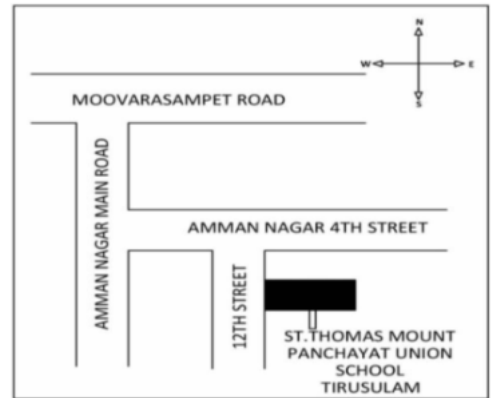 N
W E
S
MOOVARASAMPET ROAD
AMMAN NAGAR MAIN ROAD
AMMAN NAGAR 4TH STREET
12TH STREET
ST.THOMAS MOUNT
PANCHAYAT UNION
SCHOOL
TIRUSULAM